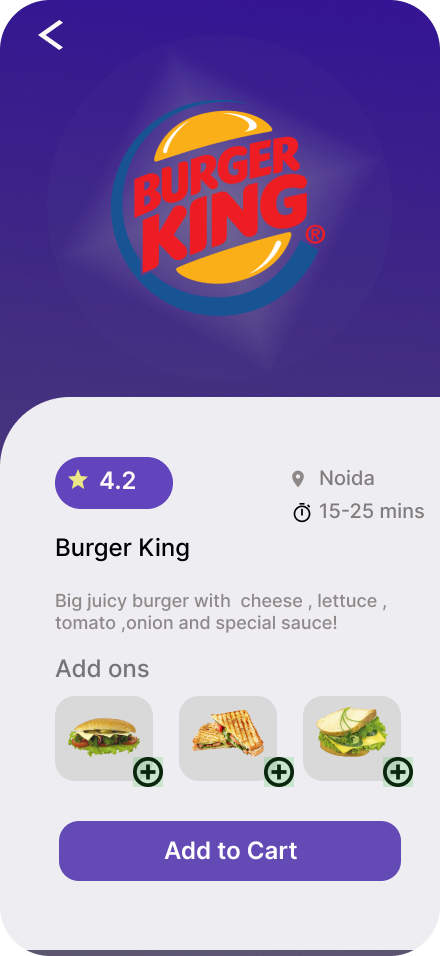 BURGER
KING®
4.2
Noida
15-25 mins
Burger King
Big juicy burger with  cheese , lettuce ,
tomato ,onion and special sauce!
Add ons
Add to Cart